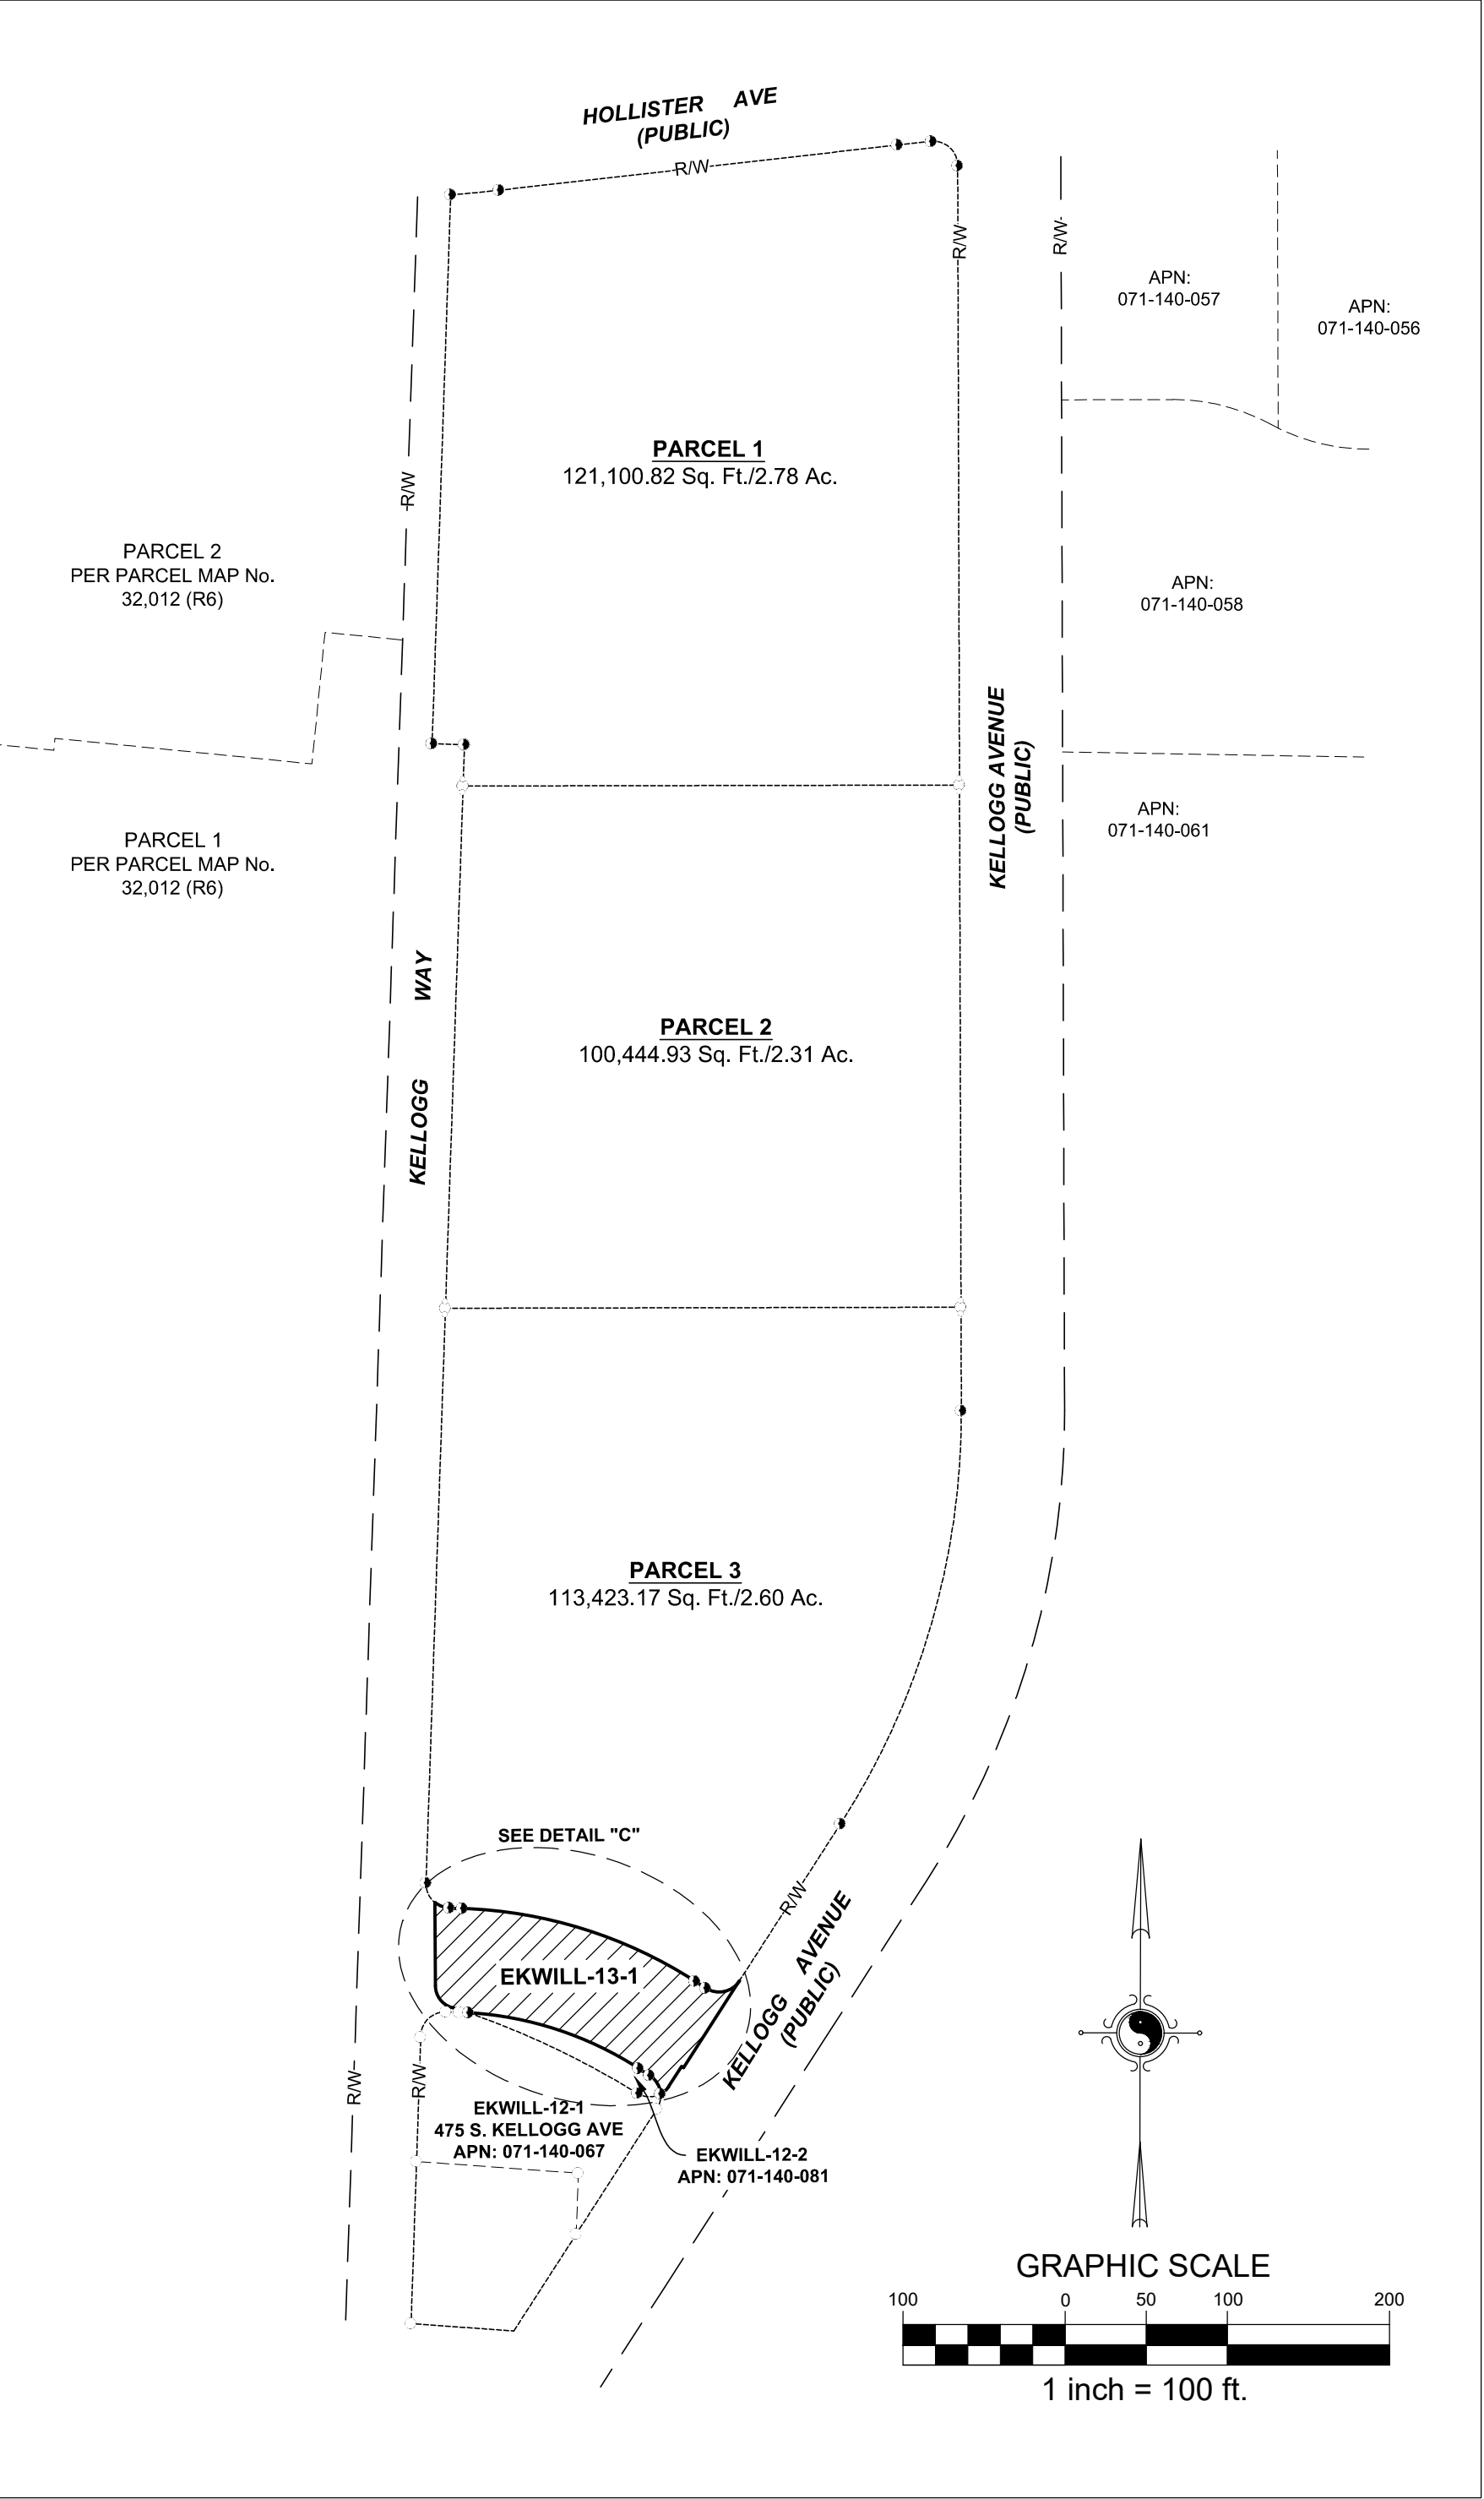 HOLLISTER AVE
(PUBLIC)
R/W
R/W
R/W
APN:
071-140-057
APN:
071-140-056
PARCEL 1
121,100.82 Sq. Ft./2.78 Ac.
R/W
PARCEL 2
PER PARCEL MAP No.
32,012 (R6)
APN:
071-140-058
KELLOGG AVENUE
(PUBLIC)
APN:
071-140-061
PARCEL 1
PER PARCEL MAP No.
32,012 (R6)
KELLOGG WAY
PARCEL 2
100,444.93 Sq. Ft./2.31 Ac.
PARCEL 3
113,423.17 Sq. Ft./2.60 Ac.
SEE DETAIL "C"
R/W
EKWILL-13-1
KELLOGG AVENUE
(PUBLIC)
R/W
R/W
EKWILL-12-1
475 S. KELLOGG AVE
APN: 071-140-067
EKWILL-12-2
APN: 071-140-081
GRAPHIC SCALE
100 0 50 100 200
1 inch = 100 ft.